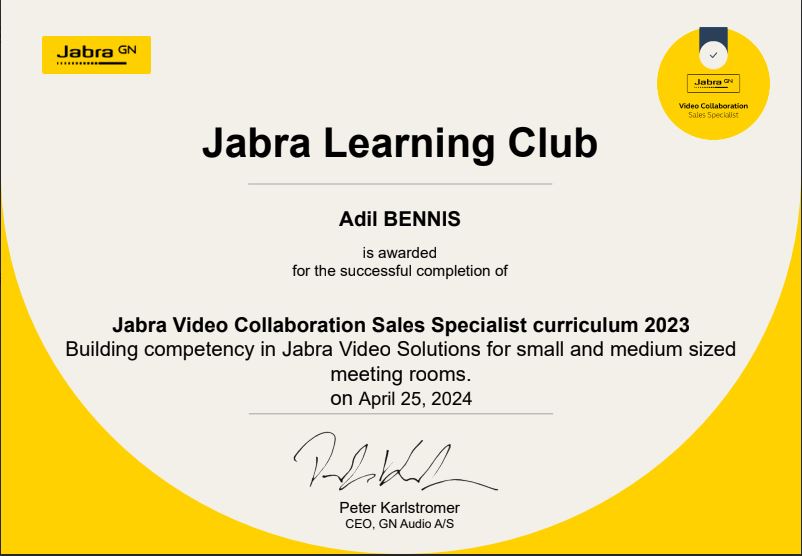 Jabra GN
Jabra GN
Video Collaboration
Sales Specialist
Jabra Learning Club
Adil BENNIS
is awarded
for the successful completion of
Jabra Video Collaboration Sales Specialist curriculum 2023
Building competency in Jabra Video Solutions for small and medium sized
meeting rooms.
on April 25, 2024
Peter Karlstromer
CEO, GN Audio A/S